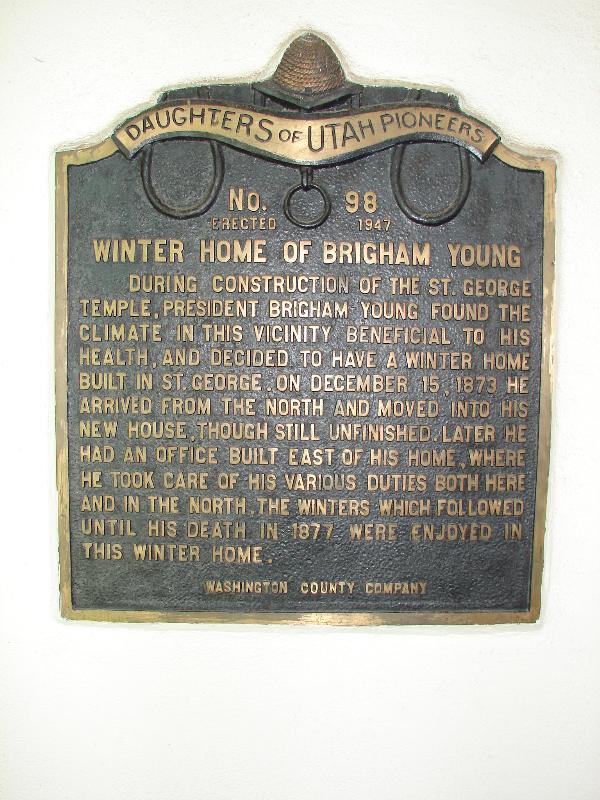 DAUGHTERS OF UTAH PIONEERS
NO. 98
ERECTED 1947
WINTER HOME OF BRIGHAM YOUNG
DURING CONSTRUCTION OF THE ST. GEORGE
TEMPLE, PRESIDENT BRIGHAM YOUNG FOUND THE
CLIMATE IN THIS VICINITY BENEFICIAL TO HIS
HEALTH, AND DECIDED TO HAVE A WINTER HOME
BUILT IN ST. GEORGE. ON DECEMBER 15, 1873 HE
ARRIVED FROM THE NORTH AND MOVED INTO HIS
NEW HOUSE, THOUGH STILL UNFINISHED. LATER HE
HAD AN OFFICE BUILT EAST OF HIS HOME, WHERE
HE TOOK CARE OF HIS VARIOUS DUTIES BOTH HERE
AND IN THE NORTH. THE WINTERS WHICH FOLLOWED
UNTIL HIS DEATH IN 1877 WERE ENJOYED IN
THIS WINTER HOME.
WASHINGTON COUNTY COMPANY